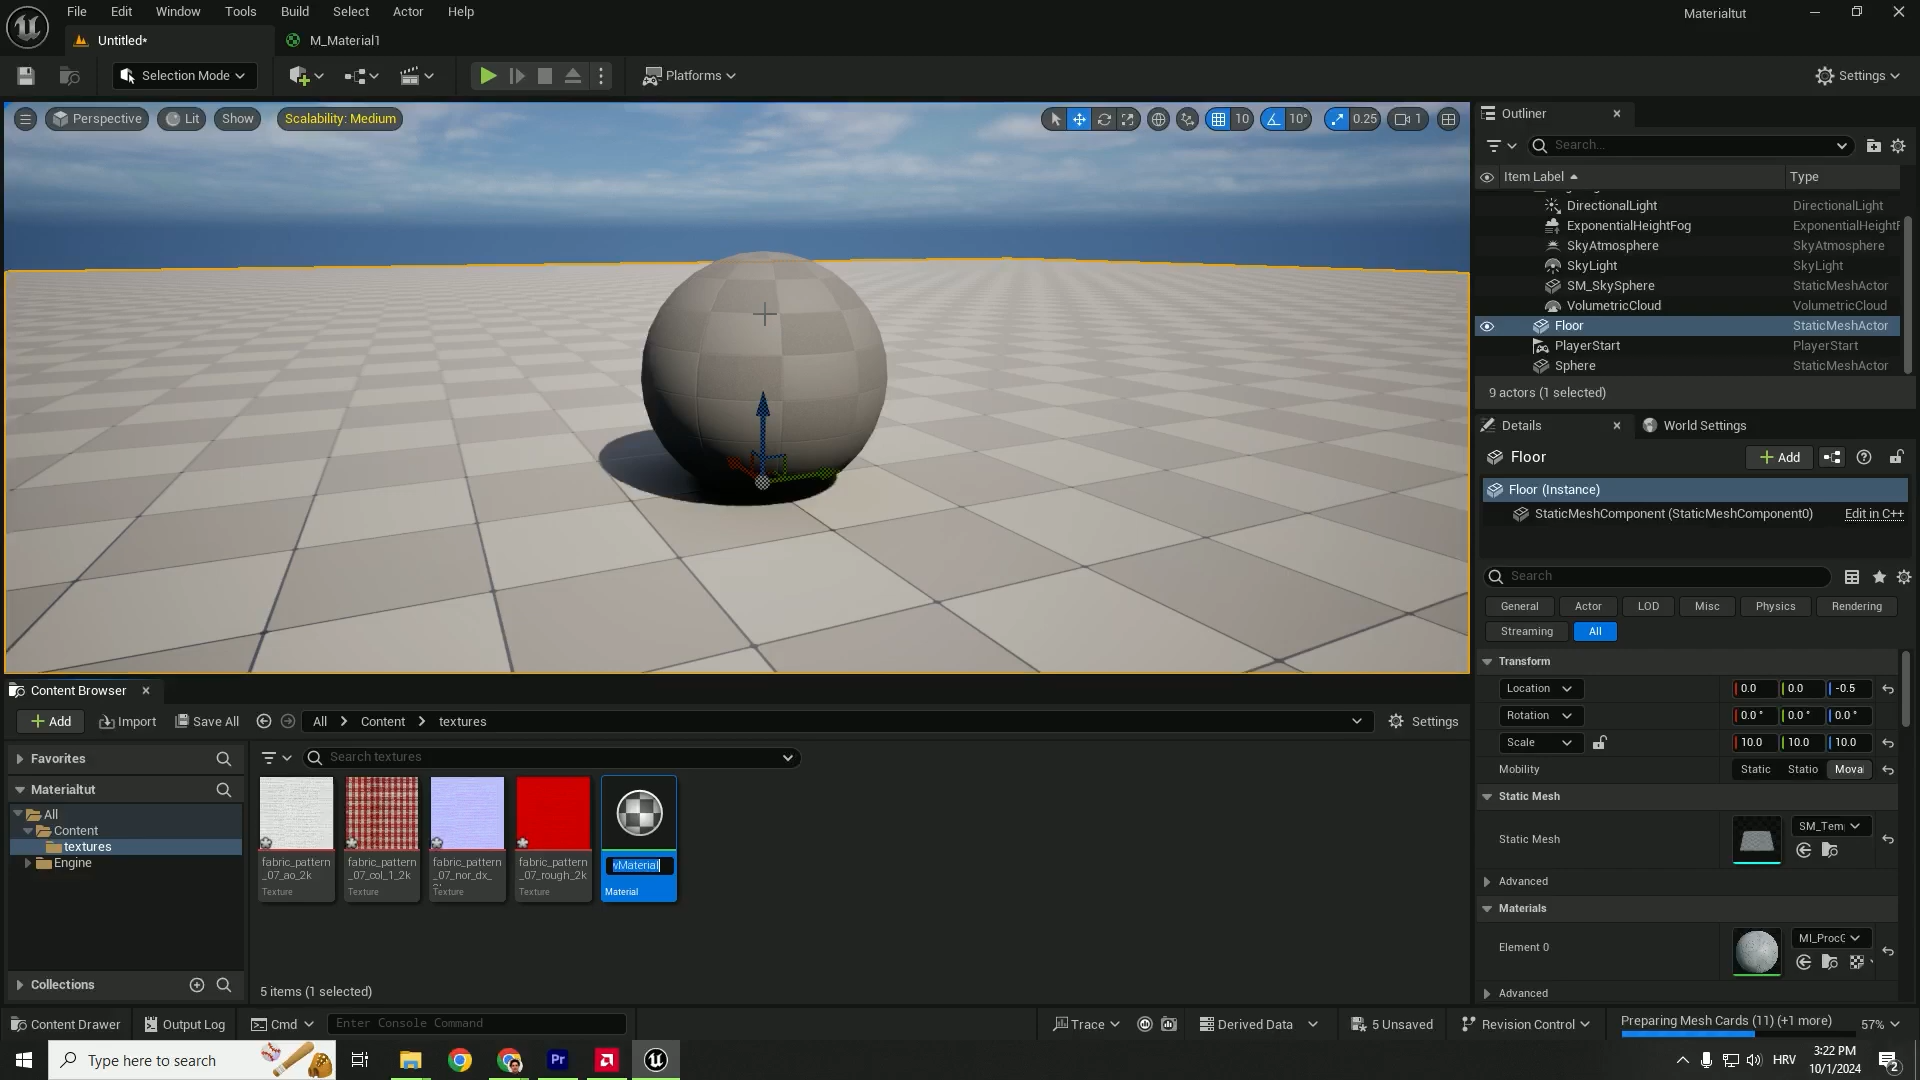 File Edit Window Tools Build Select Actor Help
Materialtut
Untitled*
M_Material1
Selection Mode
Platforms
Settings
Perspective
Lit
Show
Scalability: Medium
10
10°
0.25
1
Outliner
Search...
Item Label
Type
DirectionalLight DirectionalLight
ExponentialHeightFog ExponentialHeightF
SkyAtmosphere SkyAtmosphere
SkyLight SkyLight
SM_SkySphere StaticMeshActor
VolumetricCloud VolumetricCloud
Floor StaticMeshActor
PlayerStart PlayerStart
Sphere StaticMeshActor
9 actors (1 selected)
Details
World Settings
Floor
Add
Floor (Instance)
StaticMeshComponent (StaticMeshComponent0) Edit in C++
Search
General Actor LOD Misc Physics Rendering
Streaming All
Transform
Location 0.0 0.0 -0.5
Rotation 0.0 ° 0.0 ° 0.0 °
Scale 10.0 10.0 10.0
Mobility Static Statio Moval
Static Mesh
Static Mesh SM_Tem
Advanced
Materials
Element 0 MI_ProcG
Advanced
Content Browser
Add Import Save All All Content textures Settings
Favorites
Search textures
Materialtut
All
Content
textures
Engine
Collections
fabric_pattern
_07_ao_2k
Texture
fabric_pattern
_07_col_1_2k
Texture
fabric_pattern
_07_nor_dx_
Texture
fabric_pattern
_07_rough_2k
Texture
vMaterial
Material
5 items (1 selected)
Content Drawer
Output Log
Cmd
Enter Console Command
Trace
Derived Data
5 Unsaved
Revision Control
Preparing Mesh Cards (11) (+1 more)
57%
Type here to search
Pr
HRV
3:22 PM
10/1/2024
2